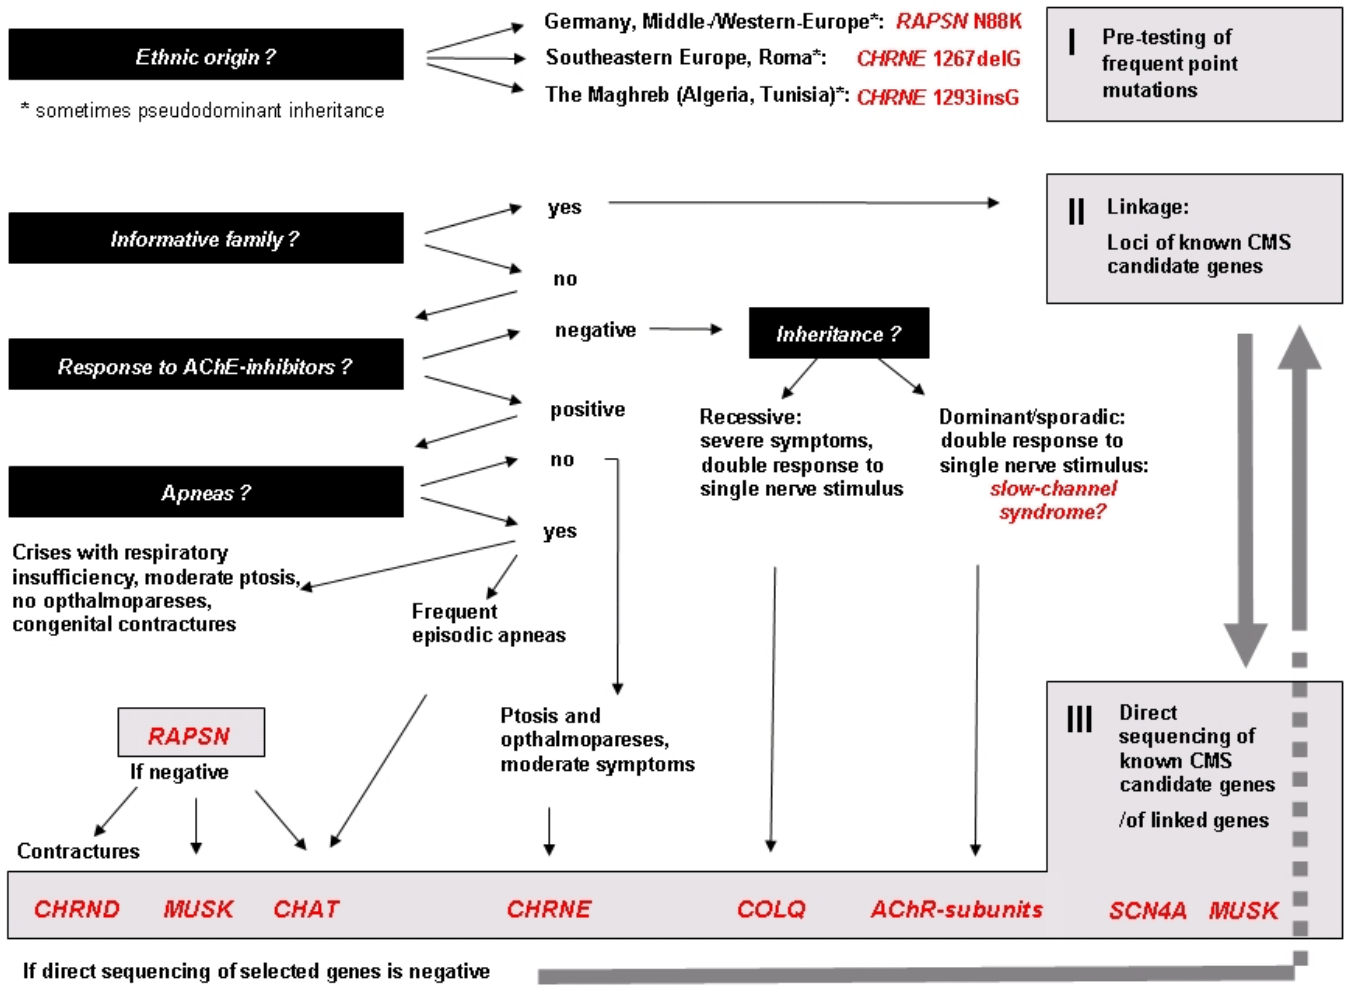 Ethnic origin ?
* sometimes pseudodominant inheritance
Germany, Middle-/Western-Europe*: RAPSN N88K
Southeastern Europe, Roma*: CHRNE 1267delG
The Maghreb (Algeria, Tunisia)*: CHRNE 1293insG
I
Pre-testing of
frequent point
mutations
Informative family ?
yes
no
II
Linkage:
Loci of known CMS
candidate genes
Response to AChE-inhibitors ?
negative
positive
Inheritance ?
Recessive:
severe symptoms,
double response to
single nerve stimulus
Dominant/sporadic:
double response to
single nerve stimulus:
slow-channel
syndrome?
Apneas ?
no
yes
Crises with respiratory
insufficiency, moderate ptosis,
no opthalmopareses,
congenital contractures
Frequent
episodic apneas
Ptosis and
opthalmopareses,
moderate symptoms
RAPSN
If negative
Contractures
III
Direct
sequencing of
known CMS
candidate genes
/of linked genes
CHRND MUSK CHAT CHRNE COLQ AChR-subunits SCN4A MUSK
If direct sequencing of selected genes is negative